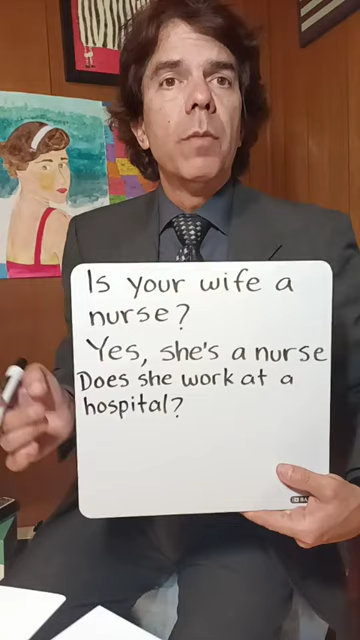 Is your wife a
nurse?
Yes, she's a nurse
Does she work at a
hospital?